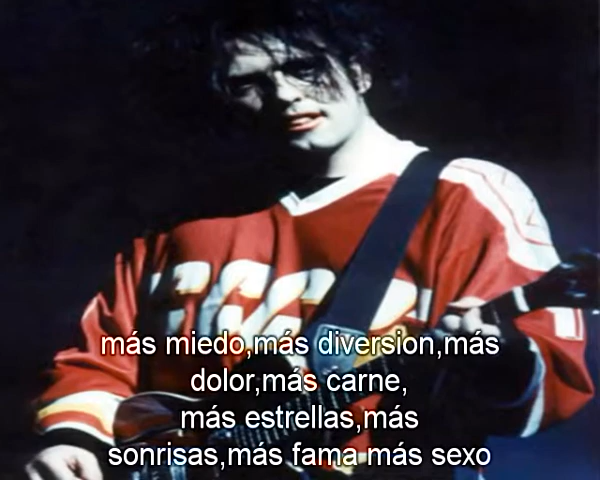 más miedo,más diversion,más
dolor,más carne,
más estrellas,más
sonrisas,más fama más sexo